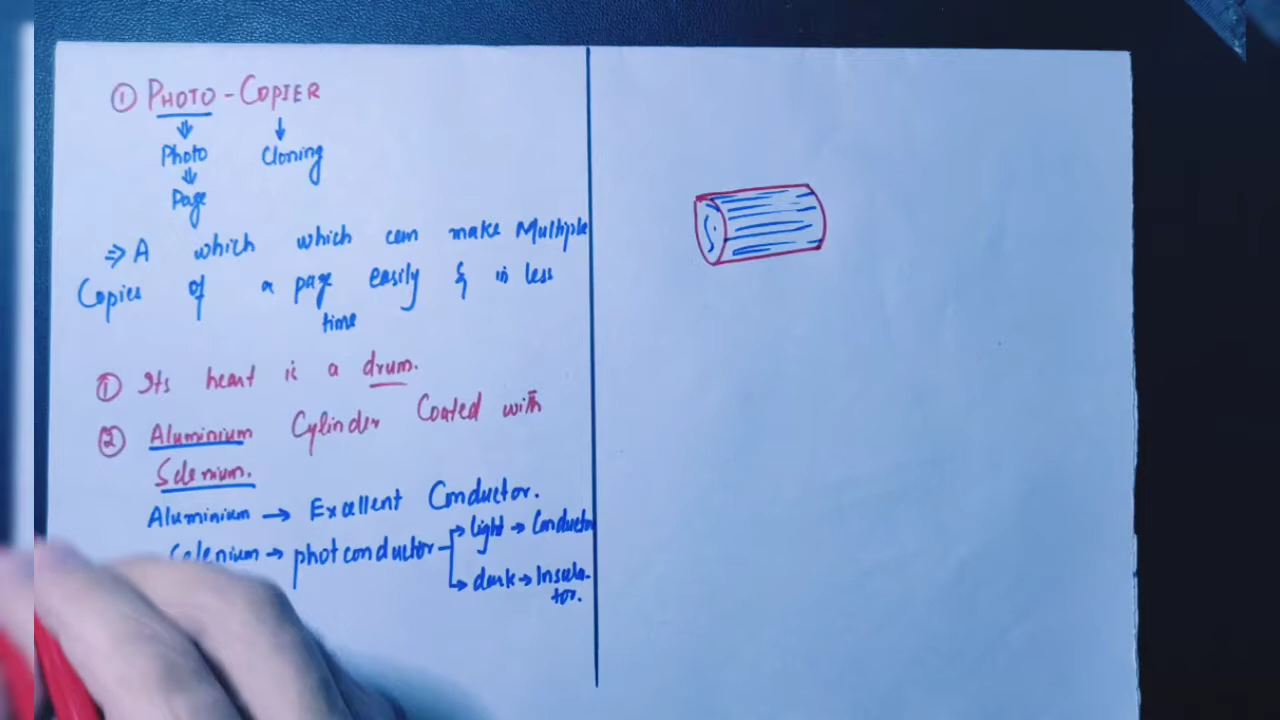 ① PHOTO-COPIER
⇓ ↓
Photo Cloning
⇓
Page
⇒ A which which can make Multiple
Copies of a page easily & in less
time
① Its heart is a drum.
② Aluminium Cylinder Coated with
Selenium.
Aluminium → Excellent Conductor.
Selenium → photconductor → light → Conductor
→ dark → Insula-
tor.